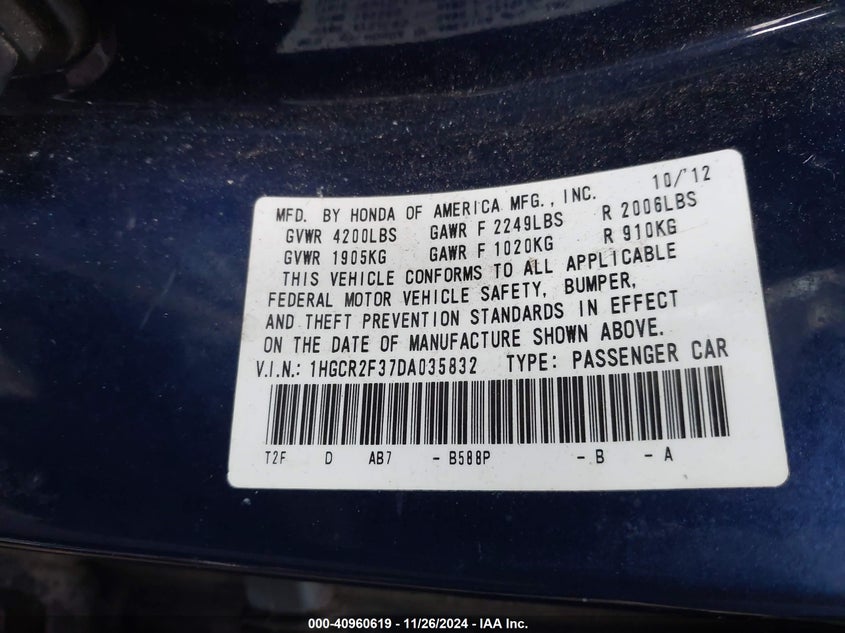 MFD. BY HONDA OF AMERICA MFG., INC. 10/'12
GVWR 4200LBS GAWR F 2249LBS R 2006LBS
GVWR 1905KG GAWR F 1020KG R 910KG
THIS VEHICLE CONFORMS TO ALL APPLICABLE
FEDERAL MOTOR VEHICLE SAFETY, BUMPER,
AND THEFT PREVENTION STANDARDS IN EFFECT
ON THE DATE OF MANUFACTURE SHOWN ABOVE.
V.I.N.: 1HGCR2F37DA035832 TYPE: PASSENGER CAR
T2F D AB7 - B588P - B - A
000-40960619 - 11/26/2024 - IAA Inc.